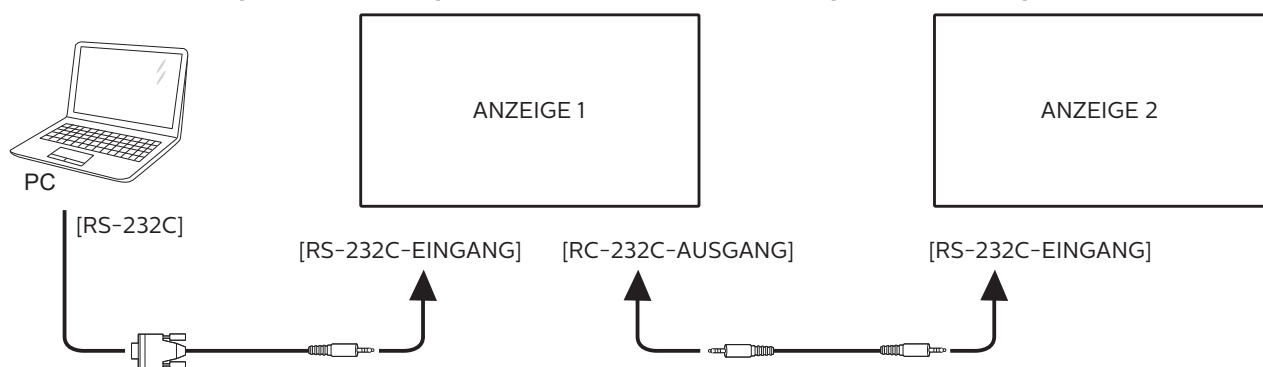 ANZEIGE 1
ANZEIGE 2
PC
[RS-232C]
[RS-232C-EINGANG]
[RC-232C-AUSGANG]
[RS-232C-EINGANG]